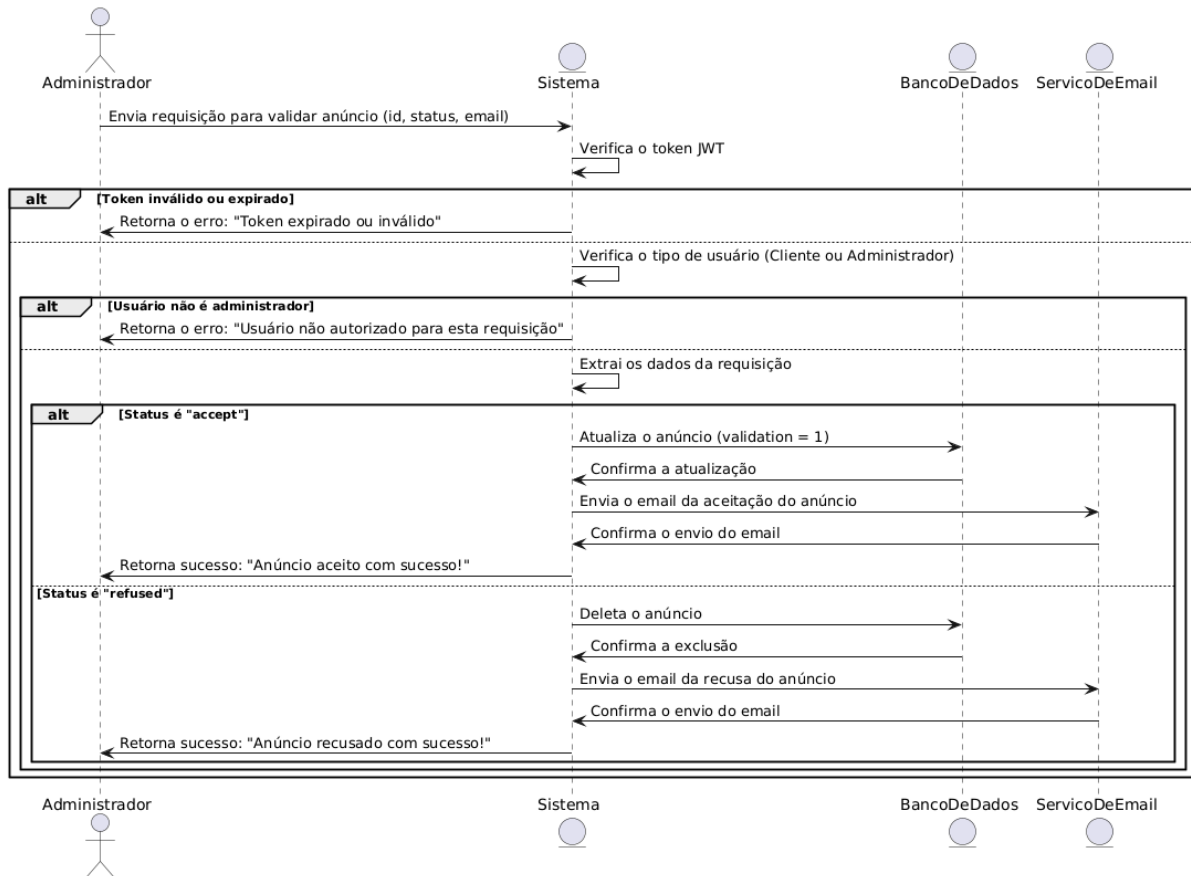 Administrador
Sistema
BancoDeDados
ServicoDeEmail
Envia requisição para validar anúncio (id, status, email)
Verifica o token JWT
alt
[Token inválido ou expirado]
Retorna o erro: "Token expirado ou inválido"
Verifica o tipo de usuário (Cliente ou Administrador)
alt
[Usuário não é administrador]
Retorna o erro: "Usuário não autorizado para esta requisição"
Extrai os dados da requisição
alt
[Status é "accept"]
Atualiza o anúncio (validation = 1)
Confirma a atualização
Envia o email da aceitação do anúncio
Confirma o envio do email
Retorna sucesso: "Anúncio aceito com sucesso!"
[Status é "refused"]
Deleta o anúncio
Confirma a exclusão
Envia o email da recusa do anúncio
Confirma o envio do email
Retorna sucesso: "Anúncio recusado com sucesso!"
Administrador
Sistema
BancoDeDados
ServicoDeEmail